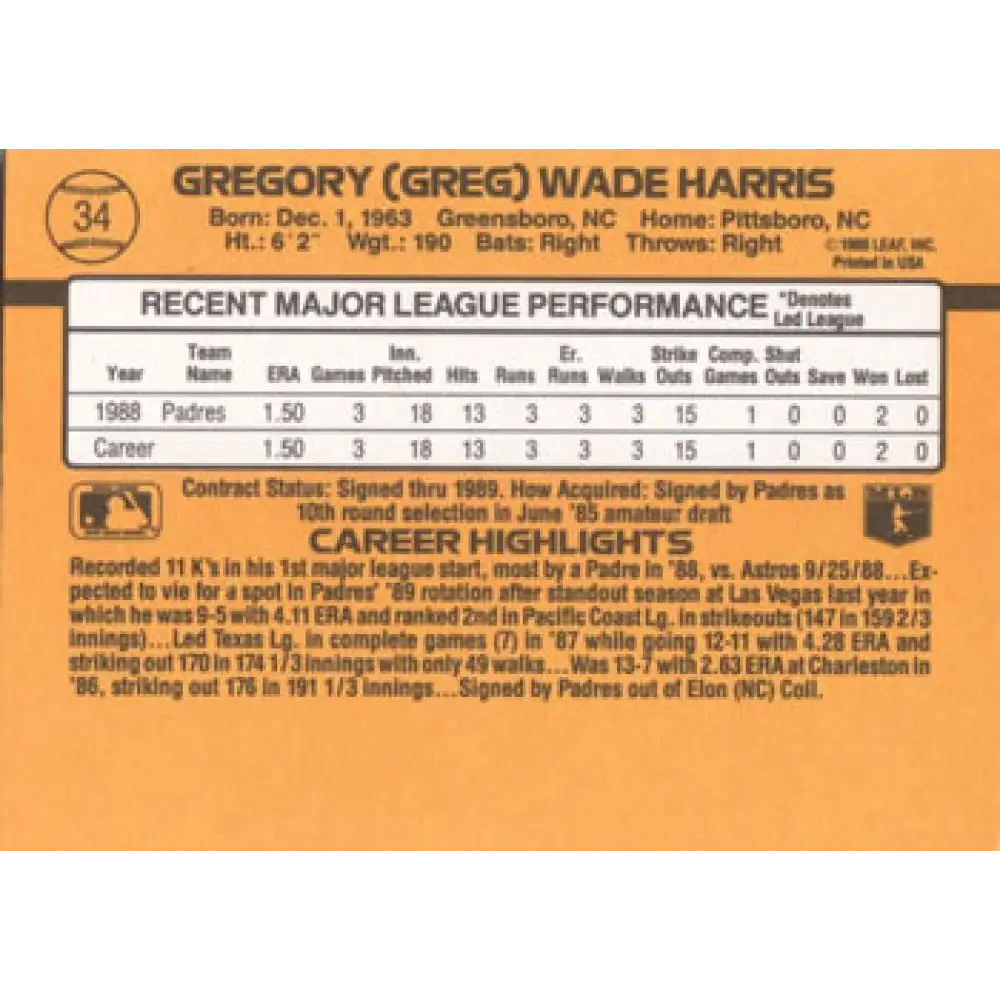 34
GREGORY (GREG) WADE HARRIS
Born: Dec. 1, 1963 Greensboro, NC Home: Pittsboro, NC
Ht.: 6'2" Wgt.: 190 Bats: Right Throws: Right
© 1988 LEAF, INC.
Printed in USA
RECENT MAJOR LEAGUE PERFORMANCE *Denotes Led League
Year Team Name ERA Games Inn. Pitched Hits Runs Er. Runs Walks Strike Outs Comp. Games Shut Outs Save Won Lost
1988 Padres 1.50 3 18 13 3 3 3 15 1 0 0 2 0
Career 1.50 3 18 13 3 3 3 15 1 0 0 2 0
Contract Status: Signed thru 1989. How Acquired: Signed by Padres as
10th round selection in June '85 amateur draft
CAREER HIGHLIGHTS
Recorded 11 K's in his 1st major league start, most by a Padre in '88, vs. Astros 9/25/88...Ex-
pected to vie for a spot in Padres' '89 rotation after standout season at Las Vegas last year in
which he was 9-5 with 4.11 ERA and ranked 2nd in Pacific Coast Lg. in strikeouts (147 in 159 2/3
innings)...Led Texas Lg. in complete games (7) in '87 while going 12-11 with 4.28 ERA and
striking out 170 in 174 1/3 innings with only 49 walks...Was 13-7 with 2.63 ERA at Charleston in
'86, striking out 176 in 191 1/3 innings...Signed by Padres out of Elon (NC) Coll.